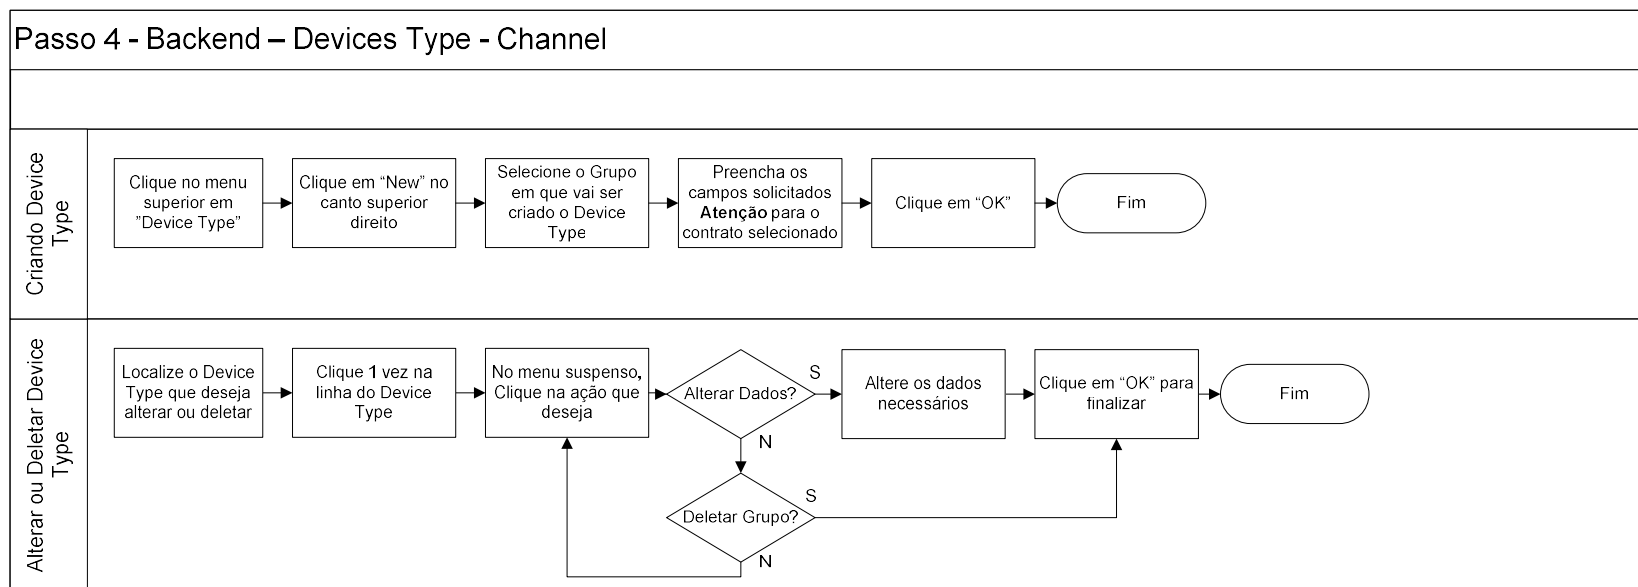 Passo 4 - Backend – Devices Type - Channel
Criando Device
Type
Clique no menu
superior em
"Device Type"
Clique em “New” no
canto superior
direito
Selecione o Grupo
em que vai ser
criado o Device
Type
Preencha os
campos solicitados
Atenção para o
contrato selecionado
Clique em “OK”
Fim
Alterar ou Deletar Device
Type
Localize o Device
Type que deseja
alterar ou deletar
Clique 1 vez na
linha do Device
Type
No menu suspenso,
Clique na ação que
deseja
Alterar Dados?
S
N
Altere os dados
necessários
Clique em “OK” para
finalizar
Fim
Deletar Grupo?
S
N